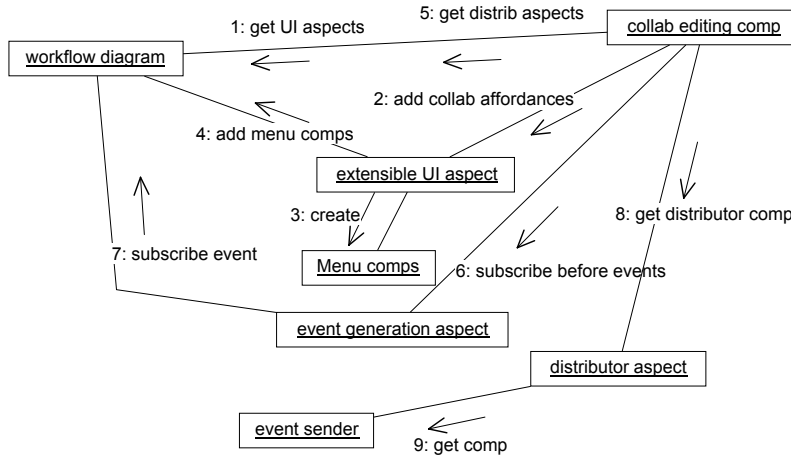 5: get distrib aspects
collab editing comp
1: get UI aspects
workflow diagram
2: add collab affordances
4: add menu comps
extensible UI aspect
3: create
8: get distributor comp
7: subscribe event
Menu comps
6: subscribe before events
event generation aspect
distributor aspect
event sender
9: get comp